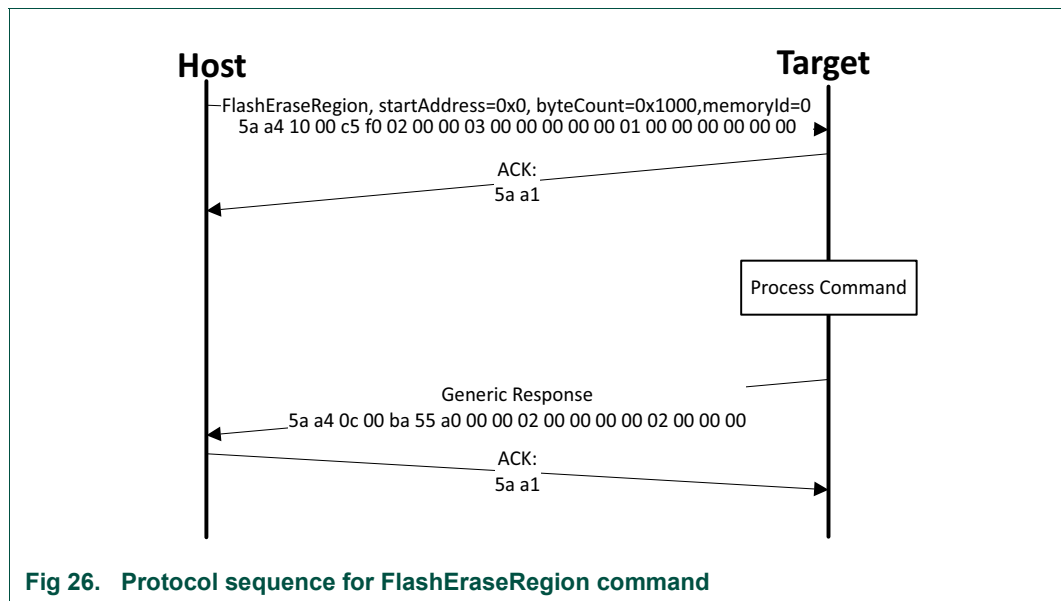 Host
Target
FlashEraseRegion, startAddress=0x0, byteCount=0x1000,memoryId=0
5a a4 10 00 c5 f0 02 00 00 03 00 00 00 00 00 01 00 00 00 00 00 00
ACK:
5a a1
Process Command
Generic Response
5a a4 0c 00 ba 55 a0 00 00 02 00 00 00 00 02 00 00 00
ACK:
5a a1
Fig 26. Protocol sequence for FlashEraseRegion command